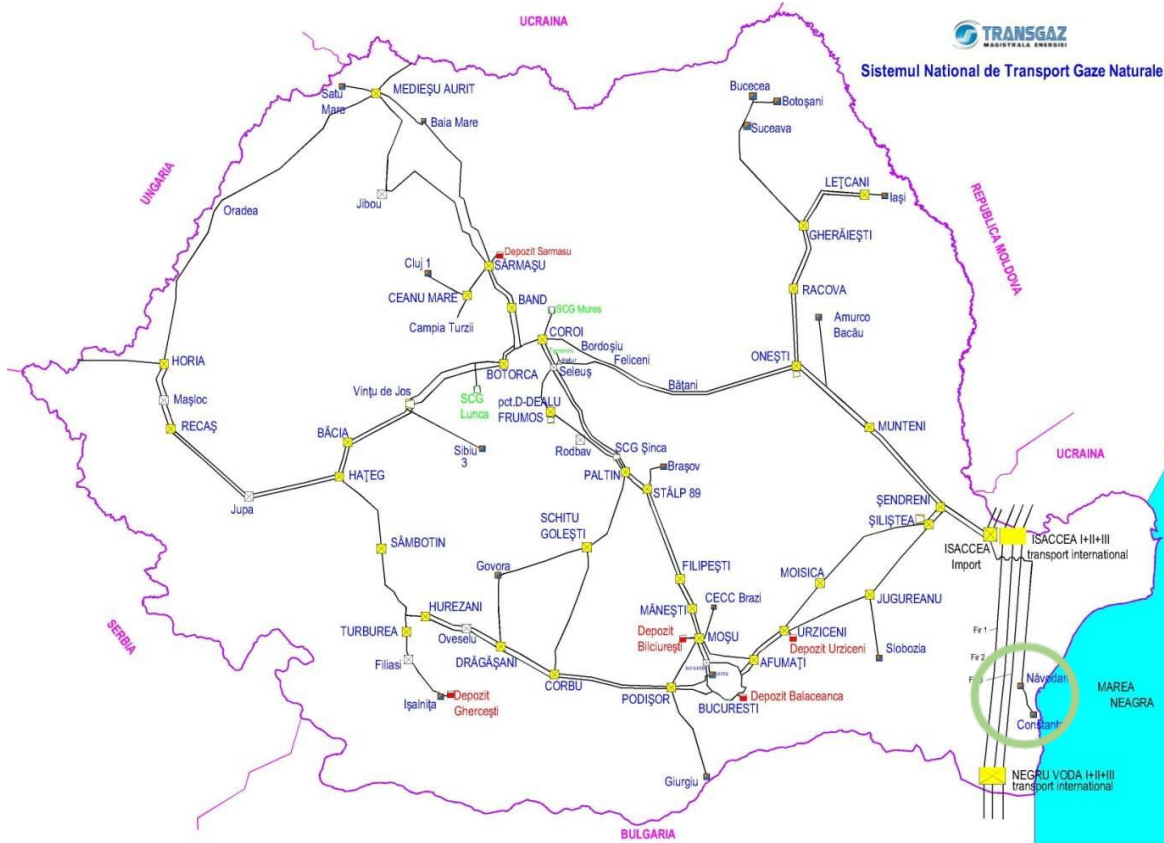 UCRAINA
TRANSGAZ
MAGISTRALA ENERGIEI
Sistemul National de Transport Gaze Naturale
Satu
Mare
MEDIEŞU AURIT
Baia Mare
Bucecea
Botoşani
Suceava
UNGARIA
Oradea
Jibou
LEŢCANI
Iaşi
REPUBLICA MOLDOVA
GHERĂIEŞTI
Depozit Sarmasu
SĂRMAŞU
Cluj 1
CEANU MARE
BAND
Campia Turzii
SCG Mures
RACOVA
Amurco
Bacău
COROI
Bordoşiu
Feliceni
ONEŞTI
HORIA
BOTORCA
Seleuş
Bățani
Maşloc
Vinţu de Jos
SCG
Lunca
pct.D-DEALU
FRUMOS
RECAŞ
MUNTENI
BĂCIA
Sibiu
3
Rodbav
SCG Şinca
UCRAINA
HAŢEG
PALTIN
Braşov
STÂLP 89
Jupa
ŞENDRENI
ŞILIŞTEA
SCHITU
GOLEŞTI
ISACCEA
Import
ISACCEA I+II+III
transport international
SÂMBOTIN
Govora
FILIPEŞTI
MOISICA
CECC Brazi
JUGUREANU
MĂNEŞTI
HUREZANI
SERBIA
TURBUREA
Oveselu
Depozit
Bilciureşti
MOŞU
URZICENI
Depozit Urziceni
Slobozia
Fir 1
Fir 2
Filiasi
DRĂGĂŞANI
AFUMAŢI
CORBU
PODIŞOR
Işalniţa
Depozit
Gherceşti
BUCURESTI
Depozit Balaceanca
MAREA
NEAGRA
Giurgiu
NEGRU VODA I+II+III
transport international
BULGARIA